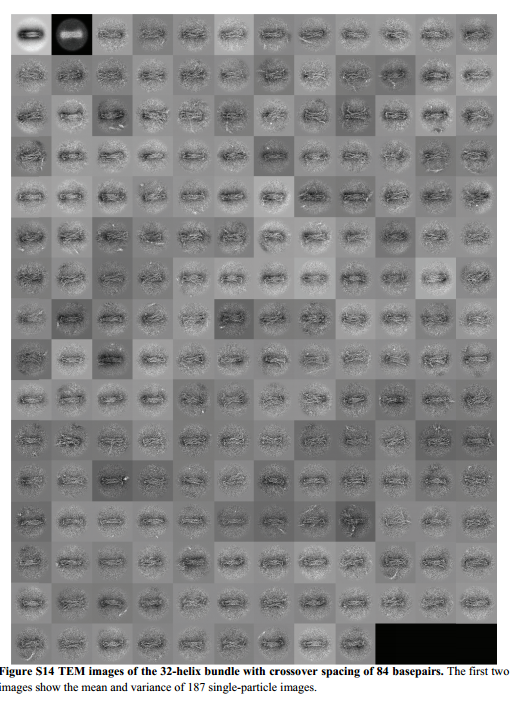 Figure S14 TEM images of the 32-helix bundle with crossover spacing of 84 basepairs. The first two
images show the mean and variance of 187 single-particle images.